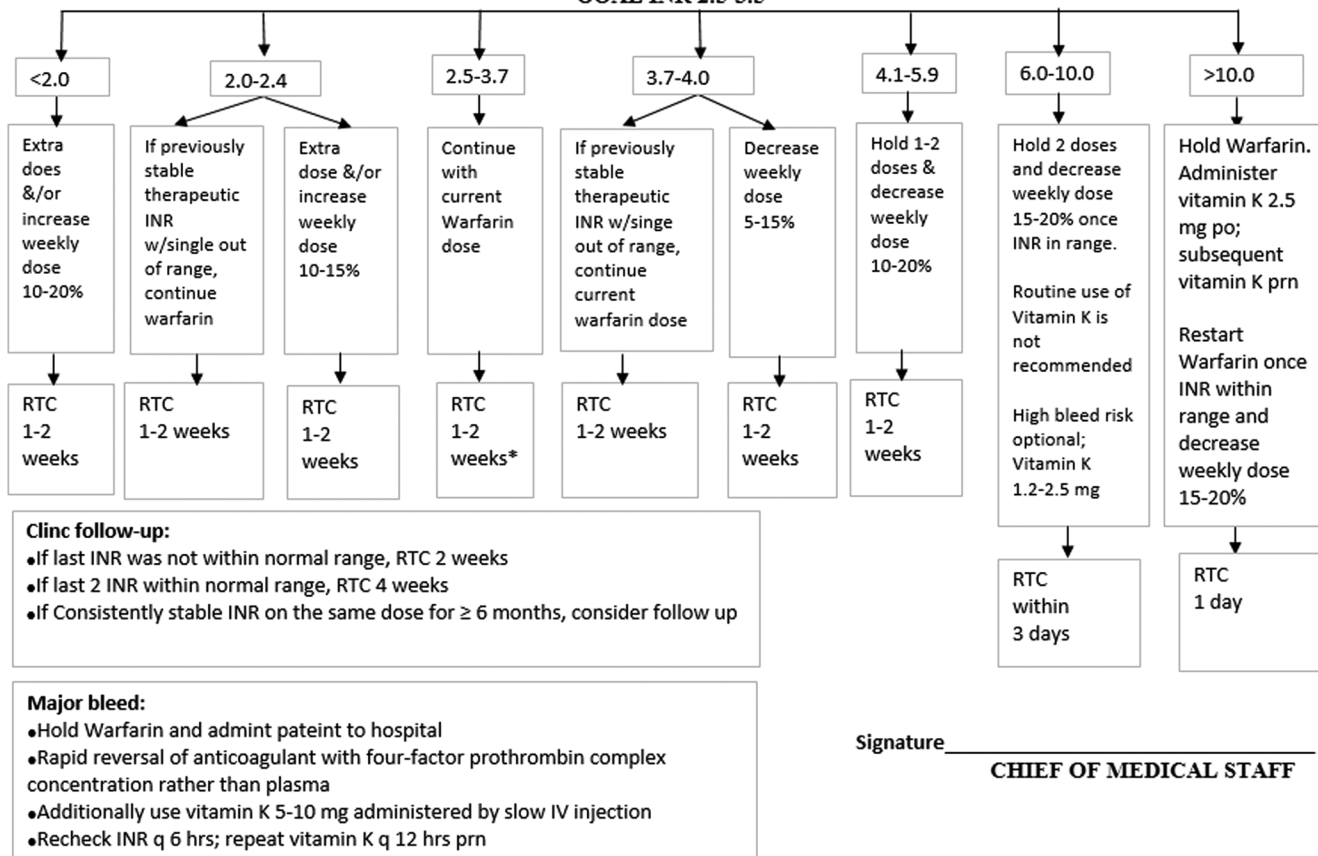 GOAL INR 2.5-3.5
<2.0
2.0-2.4
2.5-3.7
3.7-4.0
4.1-5.9
6.0-10.0
>10.0
Extra
does
&/or
increase
weekly
dose
10-20%
If previously
stable
therapeutic
INR
w/single out
of range,
continue
warfarin
Extra
dose &/or
increase
weekly
dose
10-15%
Continue
with
current
Warfarin
dose
If previously
stable
therapeutic
INR w/singe
out of range,
continue
current
warfarin dose
Decrease
weekly
dose
5-15%
Hold 1-2
doses &
decrease
weekly
dose
10-20%
Hold 2 doses
and decrease
weekly dose
15-20% once
INR in range.
Routine use of
Vitamin K is
not
recommended
High bleed risk
optional;
Vitamin K
1.2-2.5 mg
Hold Warfarin.
Administer
vitamin K 2.5
mg po;
subsequent
vitamin K prn
Restart
Warfarin once
INR within
range and
decrease
weekly dose
15-20%
RTC
1-2
weeks
RTC
1-2 weeks
RTC
1-2
weeks
RTC
1-2
weeks*
RTC
1-2 weeks
RTC
1-2
weeks
RTC
1-2
weeks
RTC
within
3 days
RTC
1 day
Clinc follow-up:
•If last INR was not within normal range, RTC 2 weeks
•If last 2 INR within normal range, RTC 4 weeks
•If Consistently stable INR on the same dose for ≥ 6 months, consider follow up
Major bleed:
•Hold Warfarin and admint pateint to hospital
•Rapid reversal of anticoagulant with four-factor prothrombin complex
concentration rather than plasma
•Additionally use vitamin K 5-10 mg administered by slow IV injection
•Recheck INR q 6 hrs; repeat vitamin K q 12 hrs prn
Signature
CHIEF OF MEDICAL STAFF